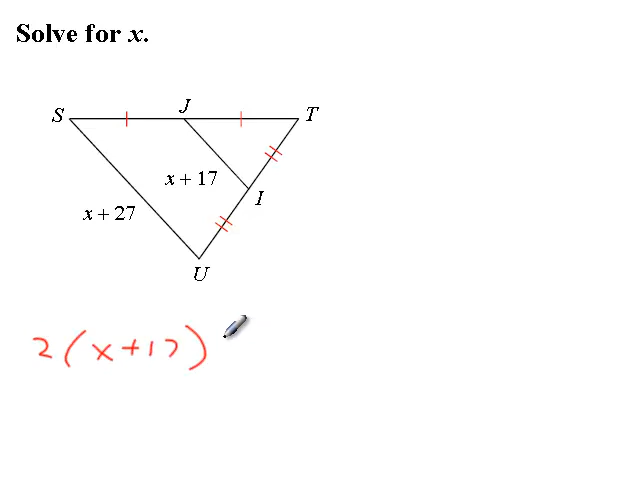 Solve for x.
S
J
T
x + 17
I
x + 27
U
2(x+17)